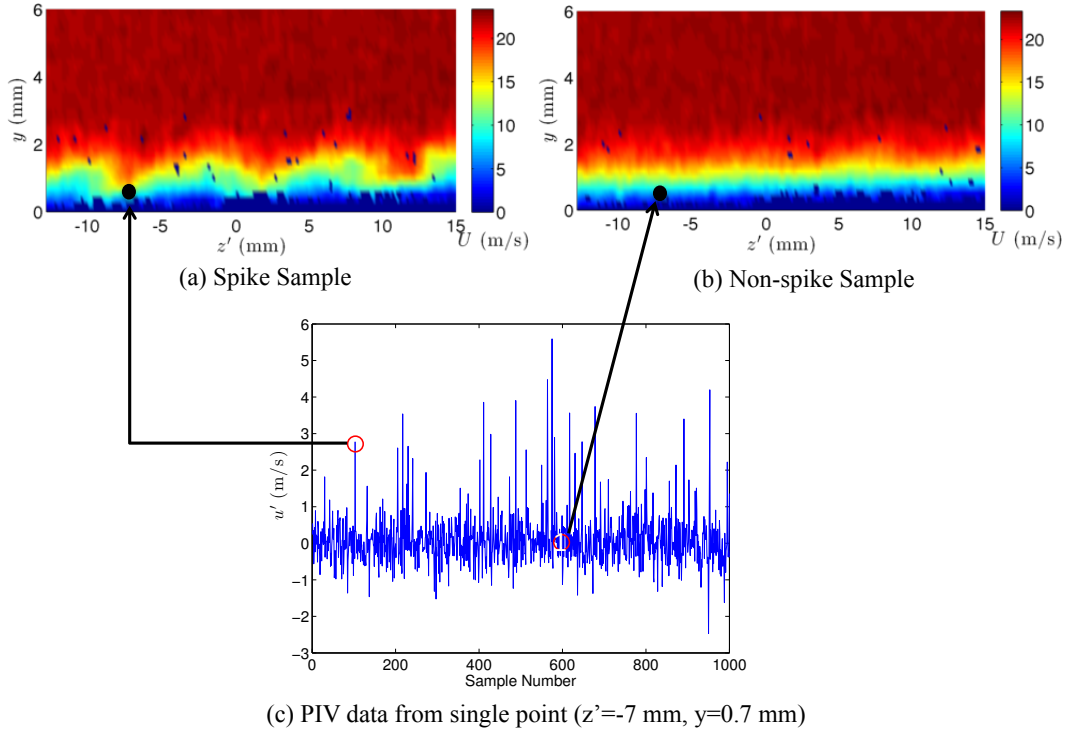 6
4
2
0
y (mm)
-10 -5 0 5 10 15
z' (mm)
20
15
10
5
0
U (m/s)
(a) Spike Sample
6
4
2
0
y (mm)
-10 -5 0 5 10 15
z' (mm)
20
15
10
5
0
U (m/s)
(b) Non-spike Sample
6
5
4
3
2
1
0
−1
−2
−3
u' (m/s)
0 200 400 600 800 1000
Sample Number
(c) PIV data from single point (z’=-7 mm, y=0.7 mm)